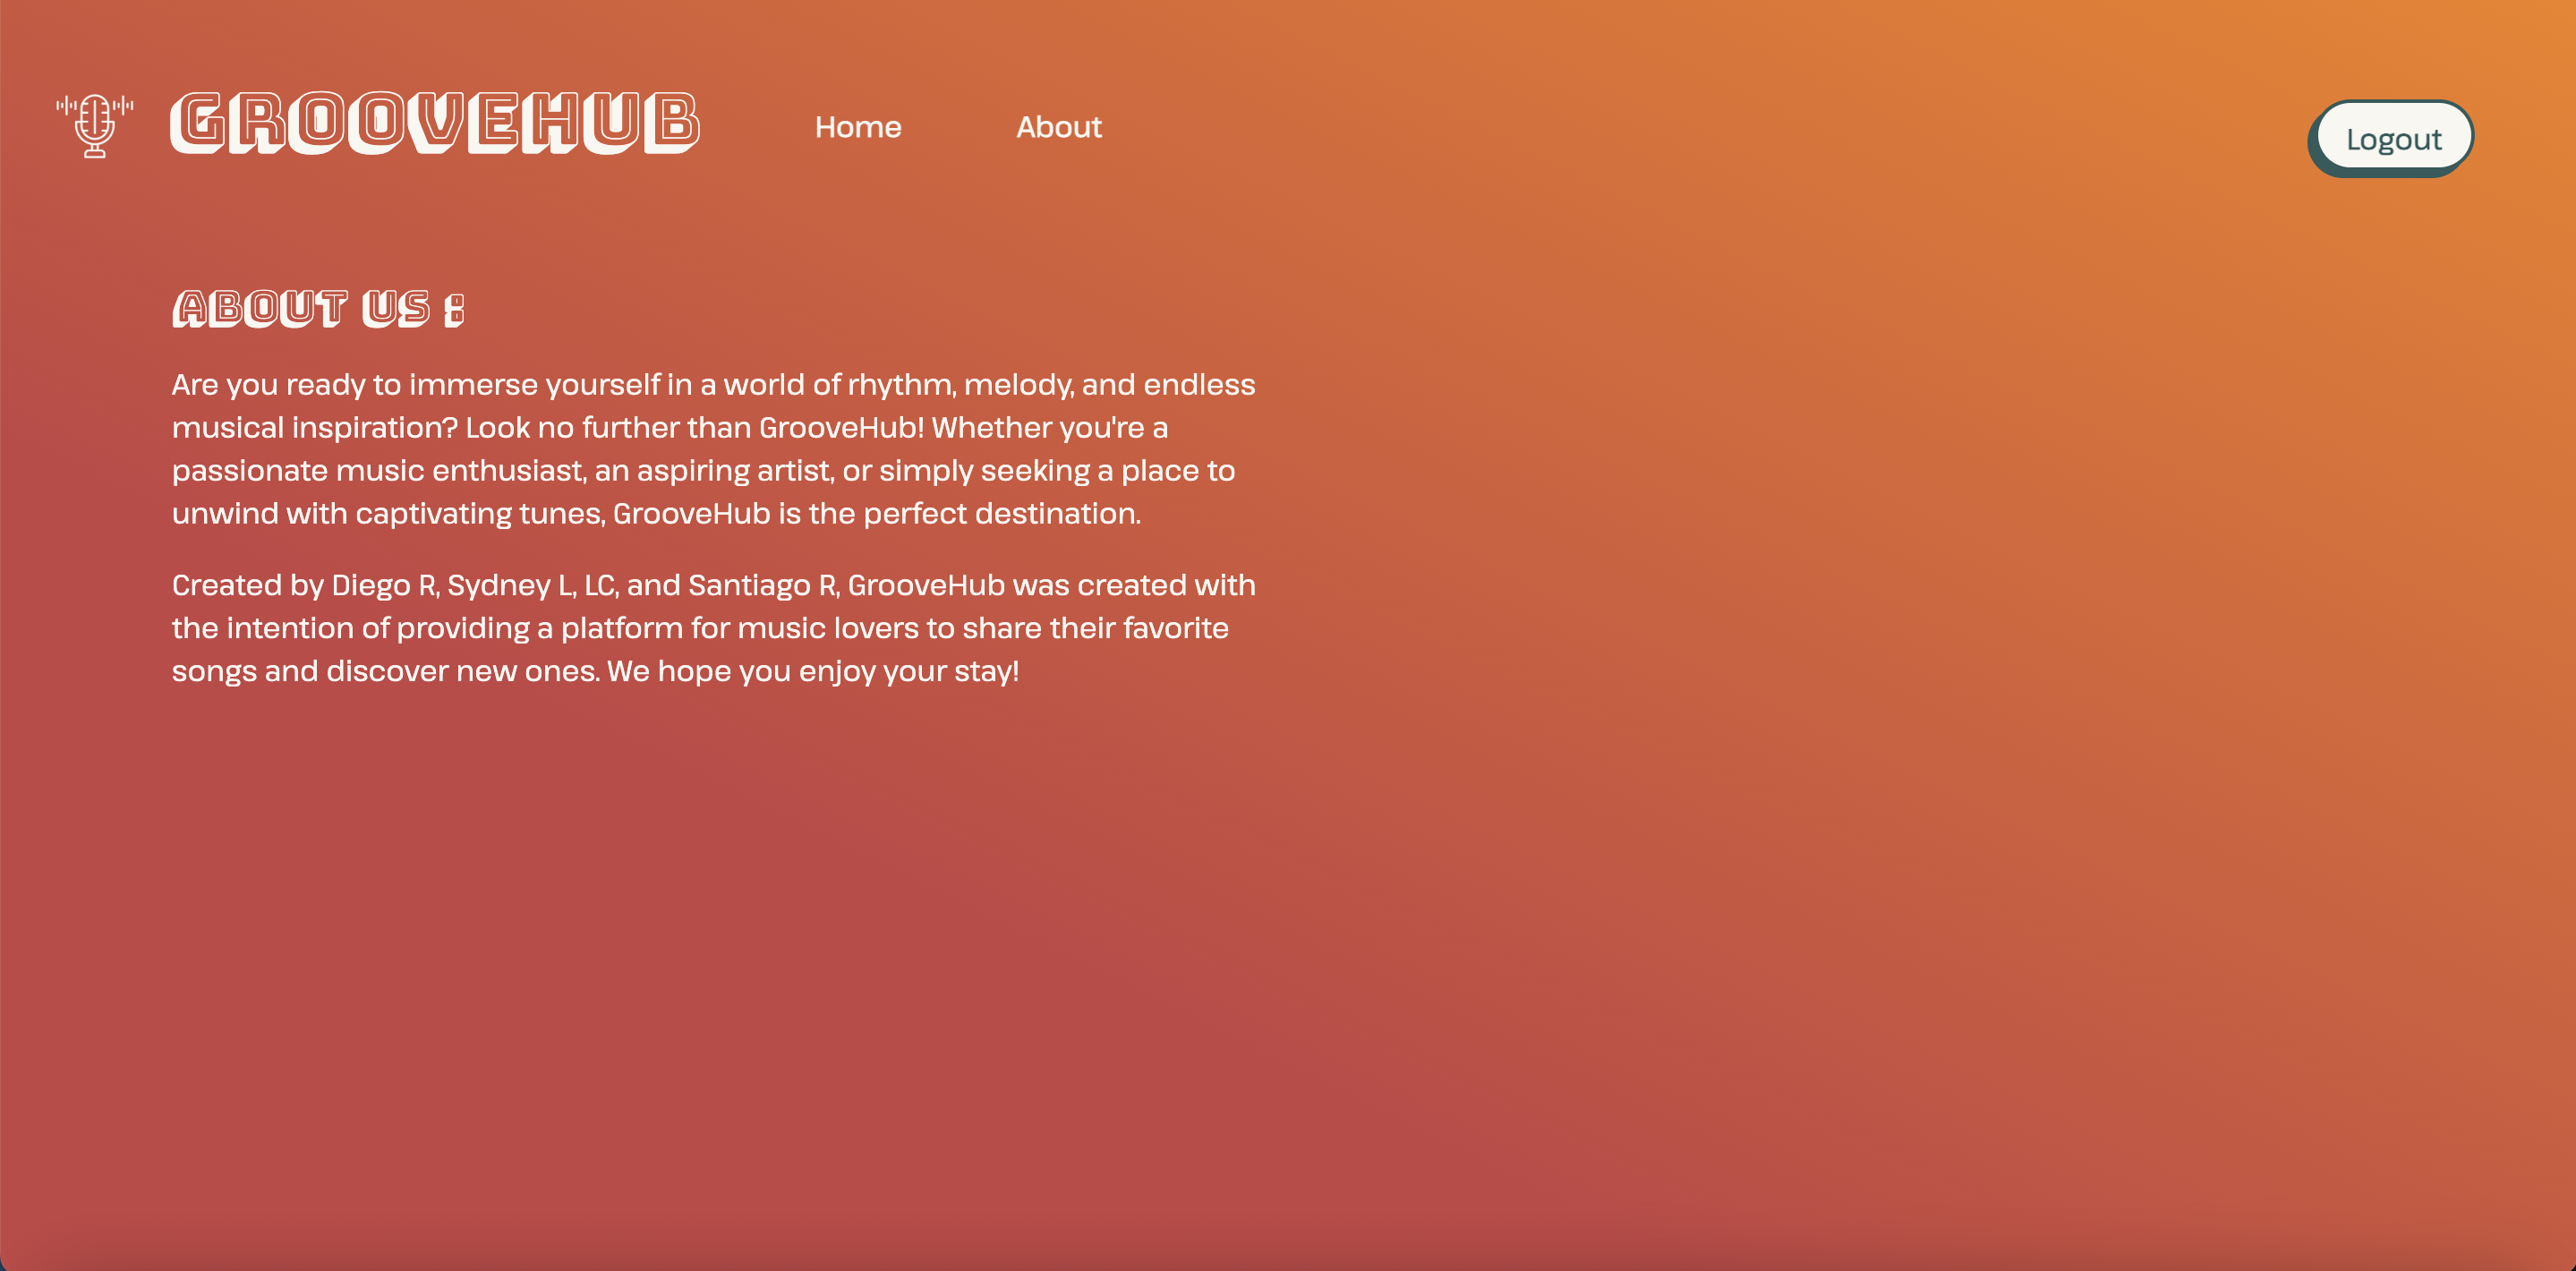 GROOVEHUB
Home
About
Logout
ABOUT US :
Are you ready to immerse yourself in a world of rhythm, melody, and endless
musical inspiration? Look no further than GrooveHub! Whether you're a
passionate music enthusiast, an aspiring artist, or simply seeking a place to
unwind with captivating tunes, GrooveHub is the perfect destination.
Created by Diego R, Sydney L, LC, and Santiago R, GrooveHub was created with
the intention of providing a platform for music lovers to share their favorite
songs and discover new ones. We hope you enjoy your stay!